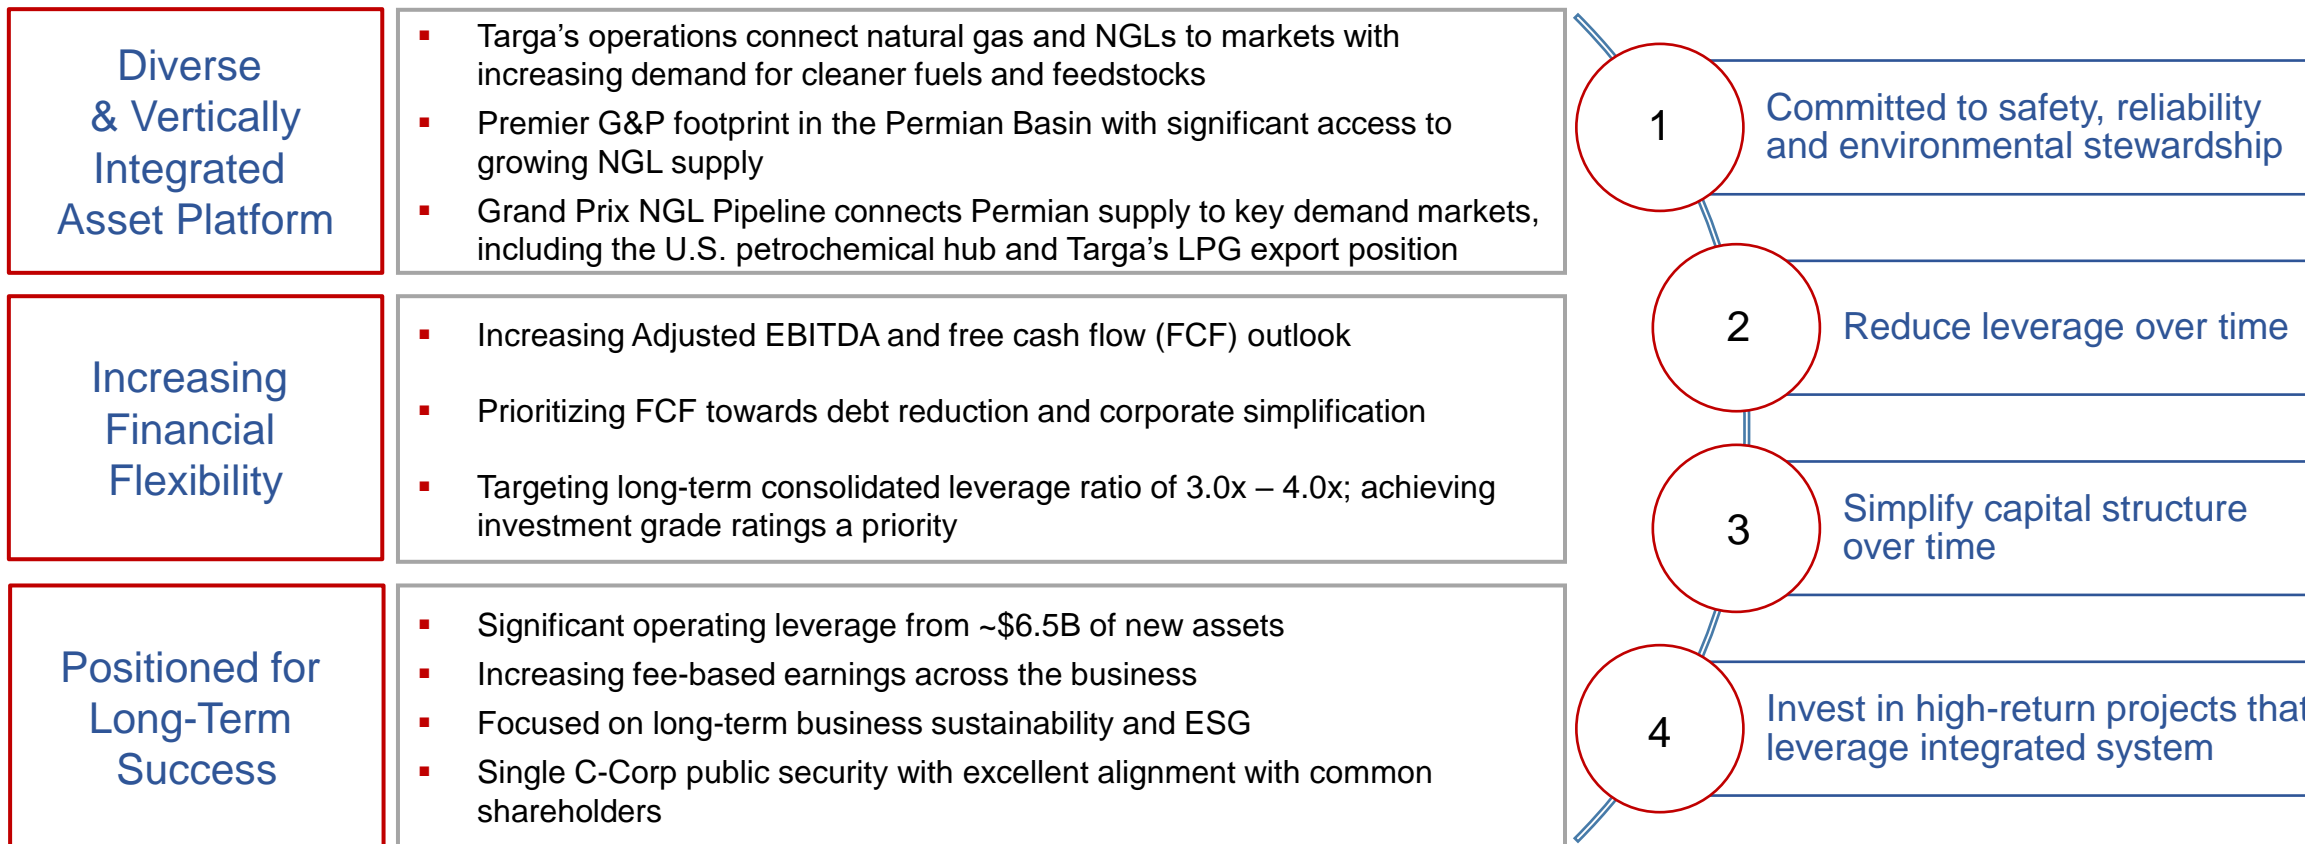 Diverse
& Vertically
Integrated
Asset Platform
▪ Targa’s operations connect natural gas and NGLs to markets with
increasing demand for cleaner fuels and feedstocks
▪ Premier G&P footprint in the Permian Basin with significant access to
growing NGL supply
▪ Grand Prix NGL Pipeline connects Permian supply to key demand markets,
including the U.S. petrochemical hub and Targa’s LPG export position
Increasing
Financial
Flexibility
▪ Increasing Adjusted EBITDA and free cash flow (FCF) outlook
▪ Prioritizing FCF towards debt reduction and corporate simplification
▪ Targeting long-term consolidated leverage ratio of 3.0x – 4.0x; achieving
investment grade ratings a priority
Positioned for
Long-Term
Success
▪ Significant operating leverage from ~$6.5B of new assets
▪ Increasing fee-based earnings across the business
▪ Focused on long-term business sustainability and ESG
▪ Single C-Corp public security with excellent alignment with common
shareholders
1
Committed to safety, reliability
and environmental stewardship
2
Reduce leverage over time
3
Simplify capital structure
over time
4
Invest in high-return projects that
leverage integrated system